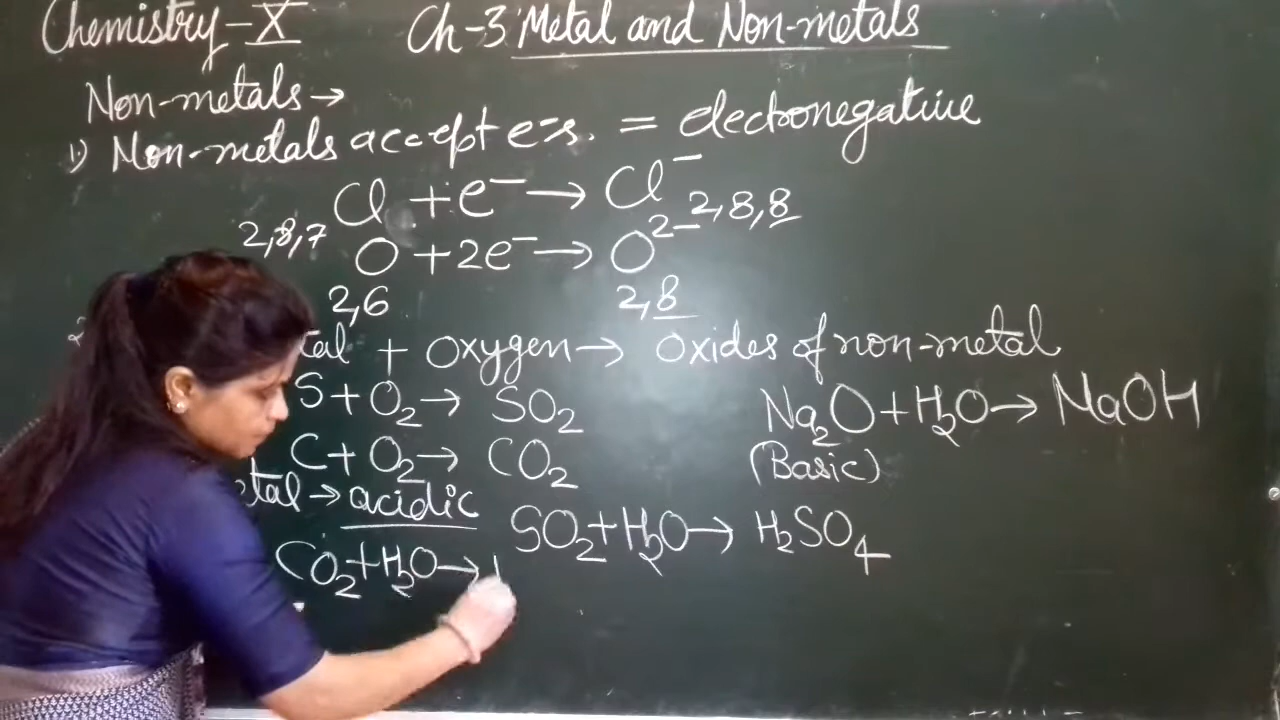 Chemistry-X Ch-3 Metal and Non-metals
Non-metals →
1) Non-metals accept e⁻s. = electronegative
Cl + e⁻ → Cl⁻
2,8,7 2,8,8
O + 2e⁻ → O²⁻
2,6 2,8
tal + Oxygen → Oxides of non-metal
S + O₂ → SO₂ Na₂O + H₂O → NaOH
C + O₂ → CO₂ (Basic)
etal → acidic
SO₂ + H₂O → H₂SO₄
CO₂ + H₂O →